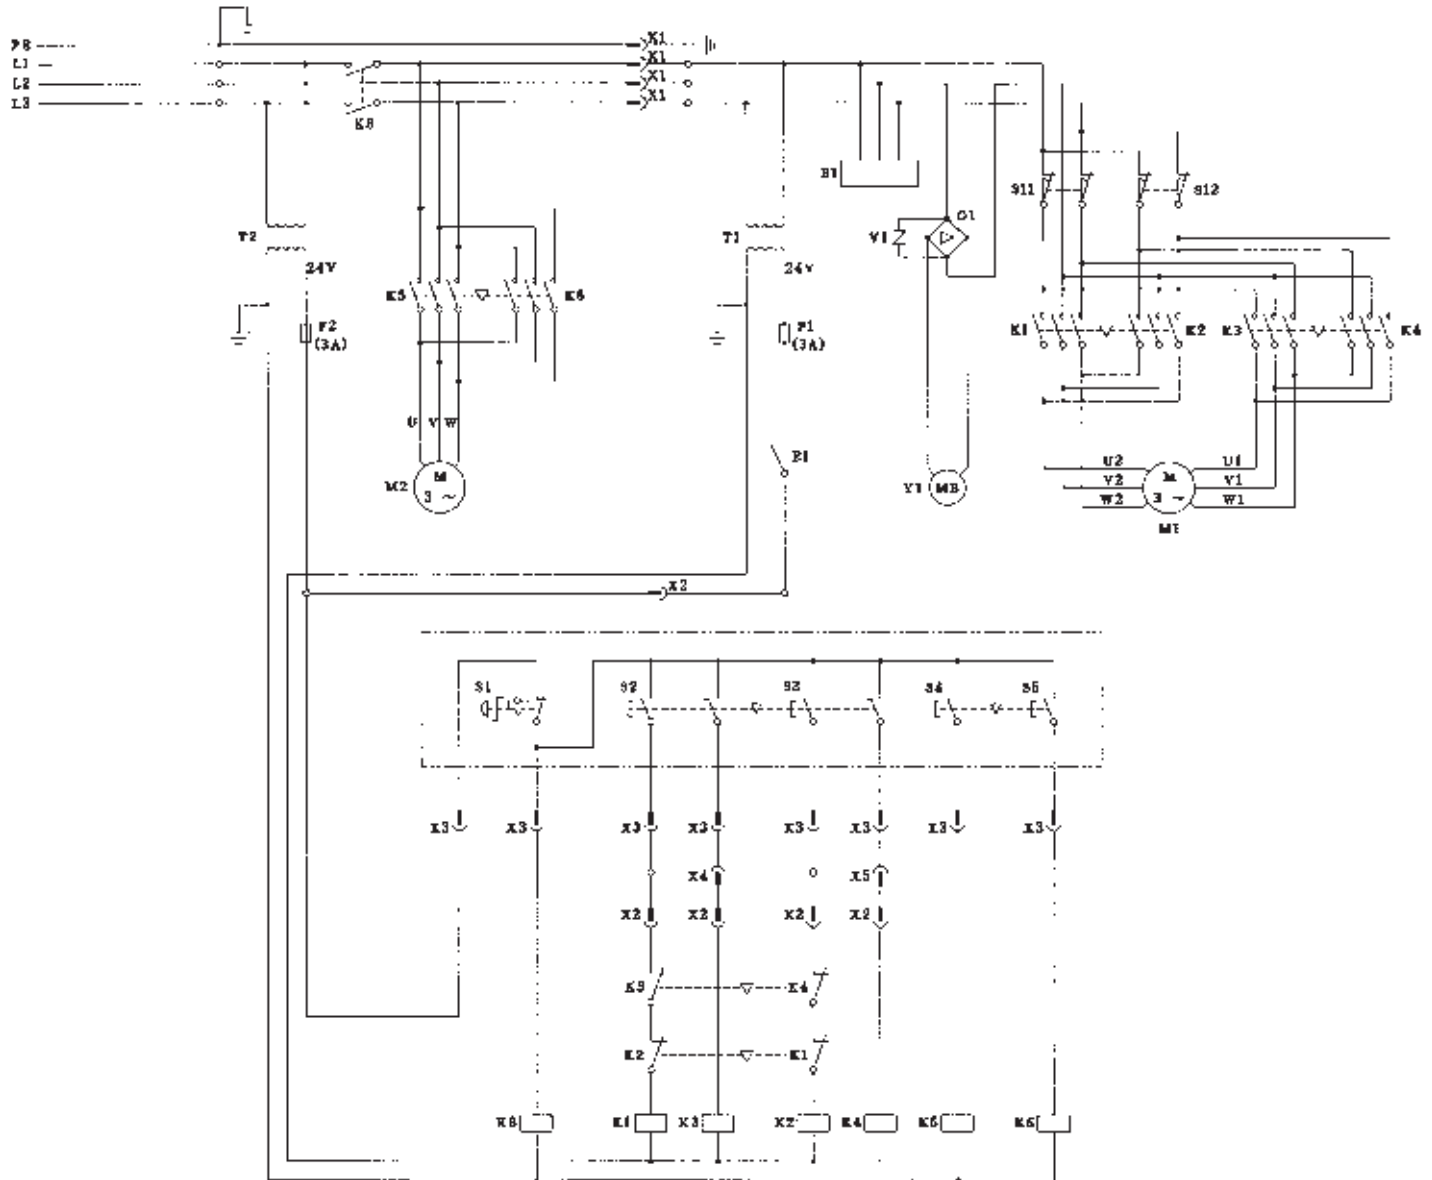 PE
L1
L2
L3
K8
X1
X1
X1
X1
B1
S11
S12
T2
24V
F2
(3A)
K5
K6
T1
24V
F1
(3A)
V1
G1
K1
K2
K3
K4
U V W
M2
M
3 ~
B1
Y1
MB
U2
V2
W2
M
3 ~
U1
V1
W1
M1
X2
S1
S2
S3
S4
S5
X3
X3
X3
X3
X3
X3
X3
X3
X4
X5
X2
X2
X2
X2
K3
K4
K2
K1
K8
K1
K3
K2
K4
K5
K6